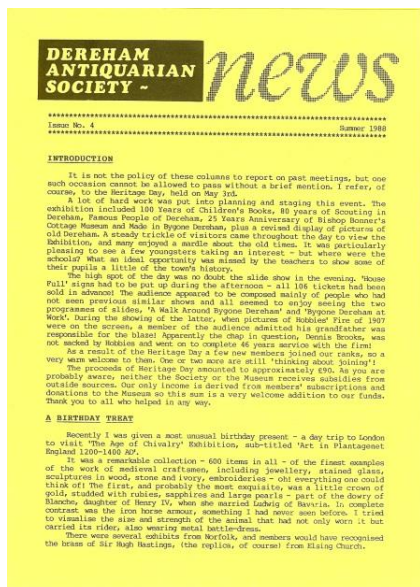 DEREHAM
ANTIQUARIAN
SOCIETY ~
news
Issue No. 4 Summer 1988
INTRODUCTION
It is not the policy of these columns to report on past meetings, but one
such occasion cannot be allowed to pass without a brief mention. I refer, of
course, to the Heritage Day, held on May 3rd.
A lot of hard work was put into planning and staging this event. The
exhibition included 100 Years of Children's Books, 80 years of Scouting in
Dereham, Famous People of Dereham, 25 Years Anniversary of Bishop Bonner's
Cottage Museum and Made in Bygone Dereham, plus a revised display of pictures of
old Dereham. A steady trickle of visitors came throughout the day to view the
Exhibition, and many enjoyed a mardle about the old times. It was particularly
pleasing to see a few youngsters taking an interest - but where were the
schools? What an ideal opportunity was missed by the teachers to show some of
their pupils a little of the town's history.
The high spot of the day was no doubt the slide show in the evening. 'House
Full' signs had to be put up during the afternoon - all 106 tickets had been
sold in advance! The audience appeared to be composed mainly of people who had
not seen previous similar shows and all seemed to enjoy seeing the two
programmes of slides, 'A Walk Around Bygone Dereham' and 'Bygone Dereham at
Work'. During the showing of the latter, when pictures of Hobbies' Fire of 1907
were on the screen, a member of the audience admitted his grandfather was
responsible for the blaze! Apparently the chap in question, Dennis Brooks, was
not sacked by Hobbies and went on to complete 46 years service with the firm!
As a result of the Heritage Day a few new members joined our ranks, so a
very warm welcome to them. One or two more are still 'thinking about joining'!
The proceeds of Heritage Day amounted to approximately £90. As you are
probably aware, neither the Society or the Museum receives subsidies from
outside sources. Our only income is derived from members' subscriptions and
donations to the Museum so this sum is a very welcome addition to our funds.
Thank you to all who helped in any way.
A BIRTHDAY TREAT
Recently I was given a most unusual birthday present - a day trip to London
to visit 'The Age of Chivalry' Exhibition, sub-titled 'Art in Plantagenet
England 1200-1400 AD'.
It was a remarkable collection - 600 items in all - of the finest examples
of the work of medieval craftsmen, including jewellery, stained glass,
sculptures in wood, stone and ivory, embroideries - oh! everything one could
think of! The first, and probably the most exquisite, was a little crown of
gold, studded with rubies, sapphires and large pearls - part of the dowry of
Blanche, daughter of Henry IV, when she married Ludwig of Bavaria. In complete
contrast was the iron horse armour, something I had never seen before. I tried
to visualise the size and strength of the animal that had not only worn it but
carried its rider, also wearing metal battle-dress.
There were several exhibits from Norfolk, and members would have recognised
the brass of Sir Hugh Hastings, (the replica, of course) from Elsing Church.